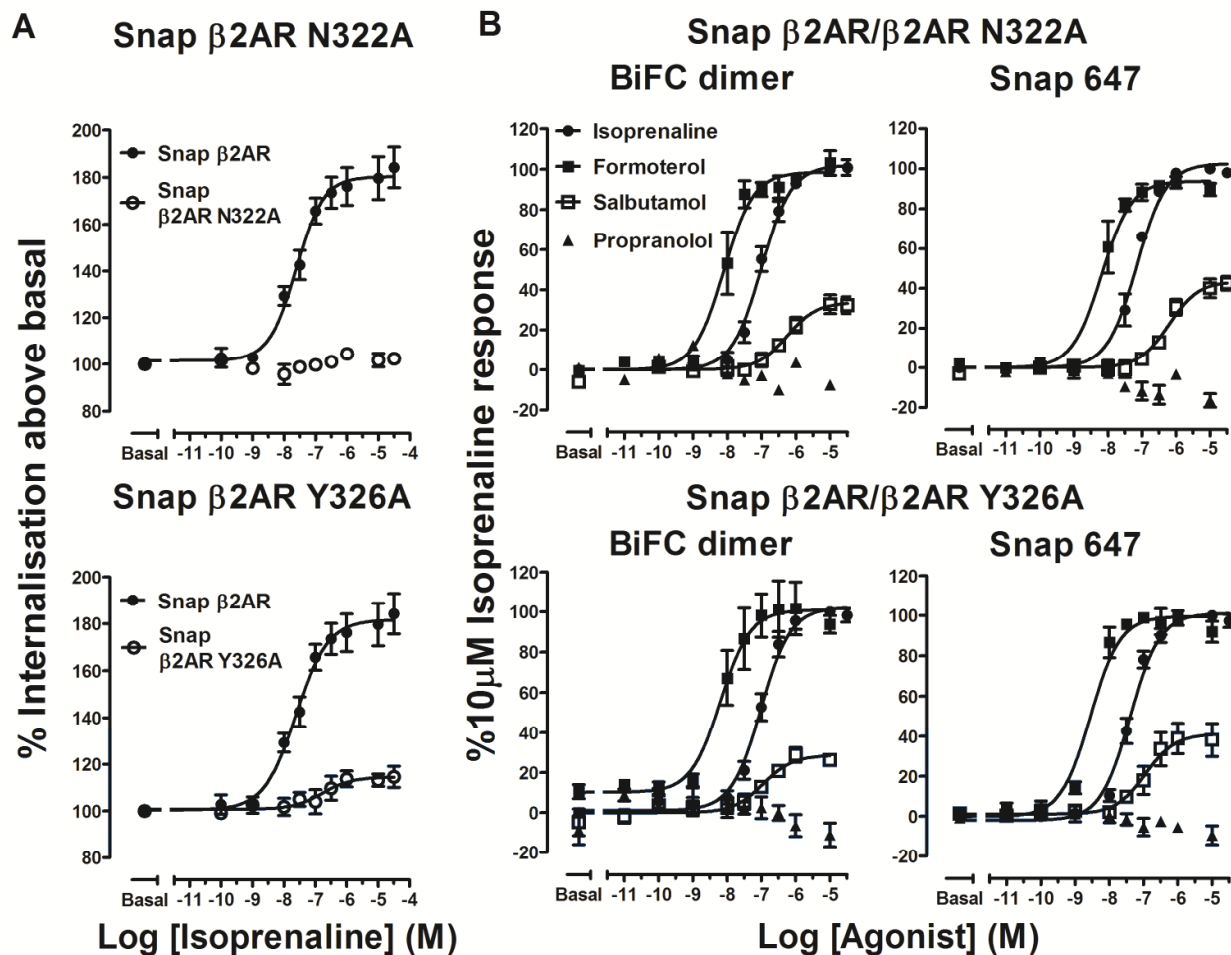 A
Snap β2AR N322A
200
180
160
140
120
100
80
Snap β2AR
Snap
β2AR N322A
Basal -11 -10 -9 -8 -7 -6 -5 -4
Snap β2AR Y326A
200
180
160
140
120
100
80
Snap β2AR
Snap
β2AR Y326A
Basal -11 -10 -9 -8 -7 -6 -5 -4
% Internalisation above basal
Log [Isoprenaline] (M)
B
Snap β2AR/β2AR N322A
BiFC dimer
120
100
80
60
40
20
0
-20
Isoprenaline
Formoterol
Salbutamol
Propranolol
Basal -11 -10 -9 -8 -7 -6 -5
Snap 647
120
100
80
60
40
20
0
-20
Basal -11 -10 -9 -8 -7 -6 -5
Snap β2AR/β2AR Y326A
BiFC dimer
120
100
80
60
40
20
0
-20
Basal -11 -10 -9 -8 -7 -6 -5
Snap 647
120
100
80
60
40
20
0
-20
Basal -11 -10 -9 -8 -7 -6 -5
%10μM Isoprenaline response
Log [Agonist] (M)